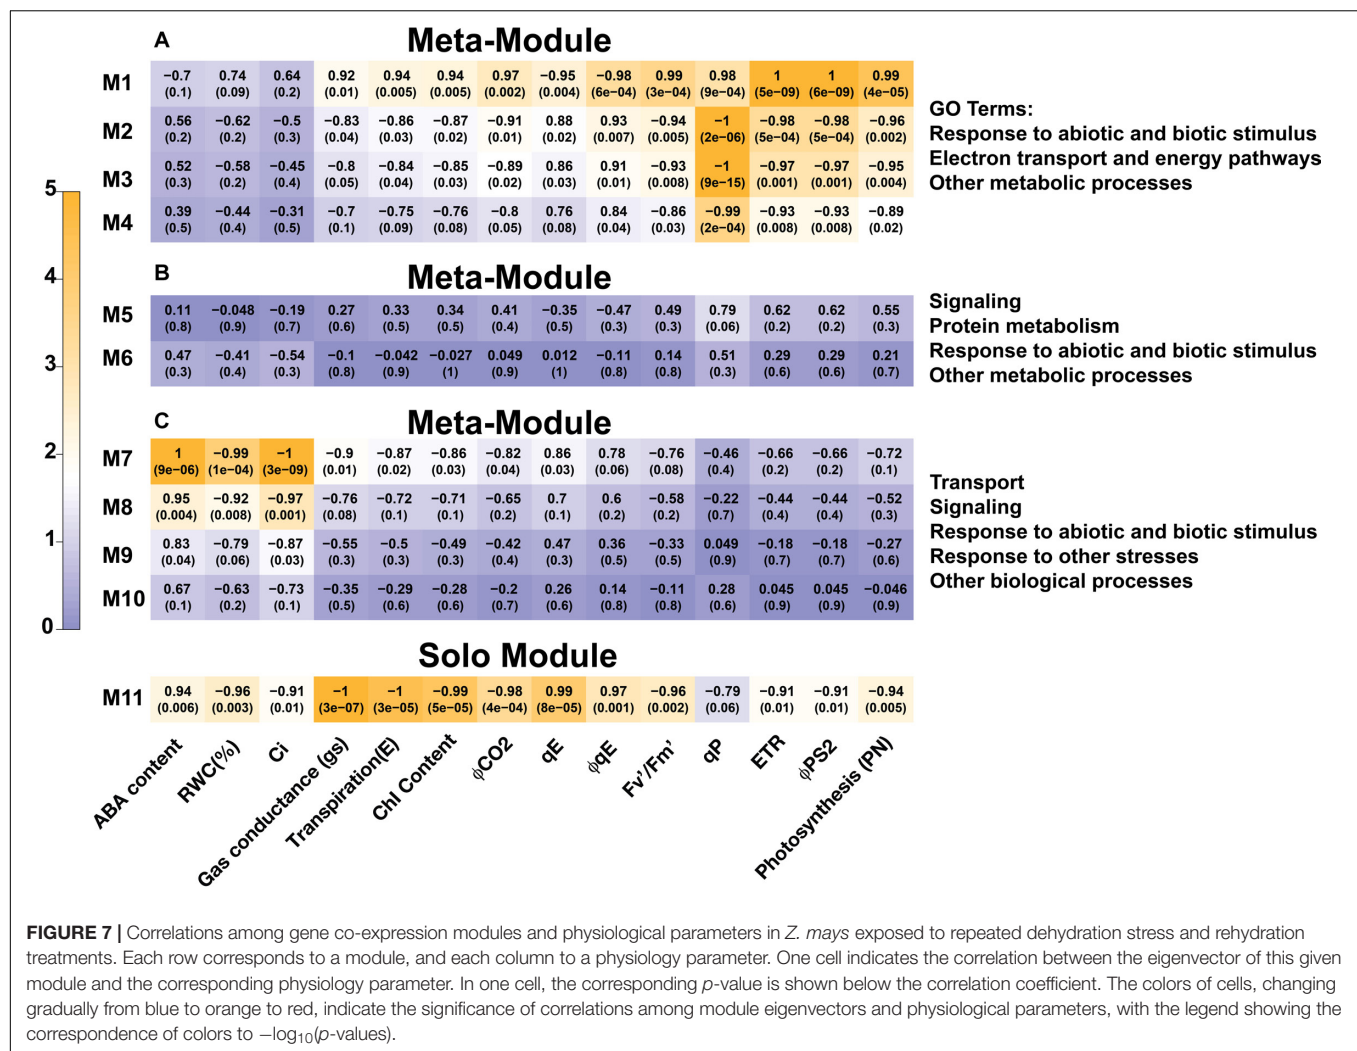 A Meta-Module
M1 −0.7 0.74 0.64 0.92 0.94 0.94 0.97 −0.95 −0.98 0.99 0.98 1 1 0.99
(0.1) (0.09) (0.2) (0.01) (0.005) (0.005) (0.002) (0.004) (6e−04) (3e−04) (9e−04) (5e−09) (6e−09) (4e−05)
M2 0.56 −0.62 −0.5 −0.83 −0.86 −0.87 −0.91 0.88 0.93 −0.94 −1 −0.98 −0.98 −0.96
(0.2) (0.2) (0.3) (0.04) (0.03) (0.02) (0.01) (0.02) (0.007) (0.005) (2e−06) (5e−04) (5e−04) (0.002)
M3 0.52 −0.58 −0.45 −0.8 −0.84 −0.85 −0.89 0.86 0.91 −0.93 −1 −0.97 −0.97 −0.95
(0.3) (0.2) (0.4) (0.05) (0.04) (0.03) (0.02) (0.03) (0.01) (0.008) (9e−15) (0.001) (0.001) (0.004)
M4 0.39 −0.44 −0.31 −0.7 −0.75 −0.76 −0.8 0.76 0.84 −0.86 −0.99 −0.93 −0.93 −0.89
(0.5) (0.4) (0.5) (0.1) (0.09) (0.08) (0.05) (0.08) (0.04) (0.03) (2e−04) (0.008) (0.008) (0.02)
GO Terms:
Response to abiotic and biotic stimulus
Electron transport and energy pathways
Other metabolic processes
5
4
3
2
1
0
B Meta-Module
M5 0.11 −0.048 −0.19 0.27 0.33 0.34 0.41 −0.35 −0.47 0.49 0.79 0.62 0.62 0.55
(0.8) (0.9) (0.7) (0.6) (0.5) (0.5) (0.4) (0.5) (0.3) (0.3) (0.06) (0.2) (0.2) (0.3)
M6 0.47 −0.41 −0.54 −0.1 −0.042 −0.027 0.049 0.012 −0.11 0.14 0.51 0.29 0.29 0.21
(0.3) (0.4) (0.3) (0.8) (0.9) (1) (0.9) (1) (0.8) (0.8) (0.3) (0.6) (0.6) (0.7)
Signaling
Protein metabolism
Response to abiotic and biotic stimulus
Other metabolic processes
C Meta-Module
M7 1 −0.99 −1 −0.9 −0.87 −0.86 −0.82 0.86 0.78 −0.76 −0.46 −0.66 −0.66 −0.72
(9e−06) (1e−04) (3e−09) (0.01) (0.02) (0.03) (0.04) (0.03) (0.06) (0.08) (0.4) (0.2) (0.2) (0.1)
M8 0.95 −0.92 −0.97 −0.76 −0.72 −0.71 −0.65 0.7 0.6 −0.58 −0.22 −0.44 −0.44 −0.52
(0.004) (0.008) (0.001) (0.08) (0.1) (0.1) (0.2) (0.1) (0.2) (0.2) (0.7) (0.4) (0.4) (0.3)
M9 0.83 −0.79 −0.87 −0.55 −0.5 −0.49 −0.42 0.47 0.36 −0.33 0.049 −0.18 −0.18 −0.27
(0.04) (0.06) (0.03) (0.3) (0.3) (0.3) (0.4) (0.3) (0.5) (0.5) (0.9) (0.7) (0.7) (0.6)
M10 0.67 −0.63 −0.73 −0.35 −0.29 −0.28 −0.2 0.26 0.14 −0.11 0.28 0.045 0.045 −0.046
(0.1) (0.2) (0.1) (0.5) (0.6) (0.6) (0.7) (0.6) (0.8) (0.8) (0.6) (0.9) (0.9) (0.9)
Transport
Signaling
Response to abiotic and biotic stimulus
Response to other stresses
Other biological processes
Solo Module
M11 0.94 −0.96 −0.91 −1 −1 −0.99 −0.98 0.99 0.97 −0.96 −0.79 −0.91 −0.91 −0.94
(0.006) (0.003) (0.01) (3e−07) (3e−05) (5e−05) (4e−04) (8e−05) (0.001) (0.002) (0.06) (0.01) (0.01) (0.005)
ABA content
RWC(%)
Ci
Gas conductance (gs)
Transpiration(E)
Chl Content
ϕCO2
qE
ϕqE
Fv'/Fm'
qP
ETR
ϕPS2
Photosynthesis (PN)
FIGURE 7 | Correlations among gene co-expression modules and physiological parameters in Z. mays exposed to repeated dehydration stress and rehydration
treatments. Each row corresponds to a module, and each column to a physiology parameter. One cell indicates the correlation between the eigenvector of this given
module and the corresponding physiology parameter. In one cell, the corresponding p-value is shown below the correlation coefficient. The colors of cells, changing
gradually from blue to orange to red, indicate the significance of correlations among module eigenvectors and physiological parameters, with the legend showing the
correspondence of colors to −log₁₀(p-values).